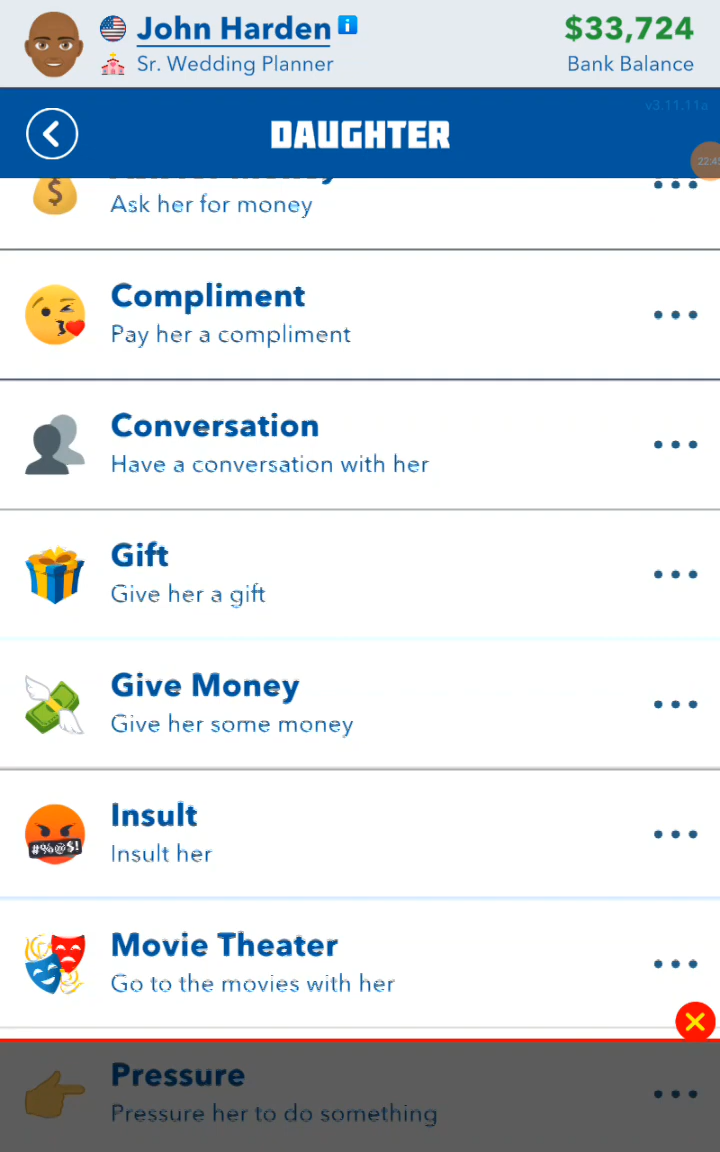 John Harden
$33,724
Sr. Wedding Planner
Bank Balance
v3.11.11a
DAUGHTER
Ask her for money
Compliment
Pay her a compliment
Conversation
Have a conversation with her
Gift
Give her a gift
Give Money
Give her some money
#%@$!
Insult
Insult her
Movie Theater
Go to the movies with her
Pressure
Pressure her to do something